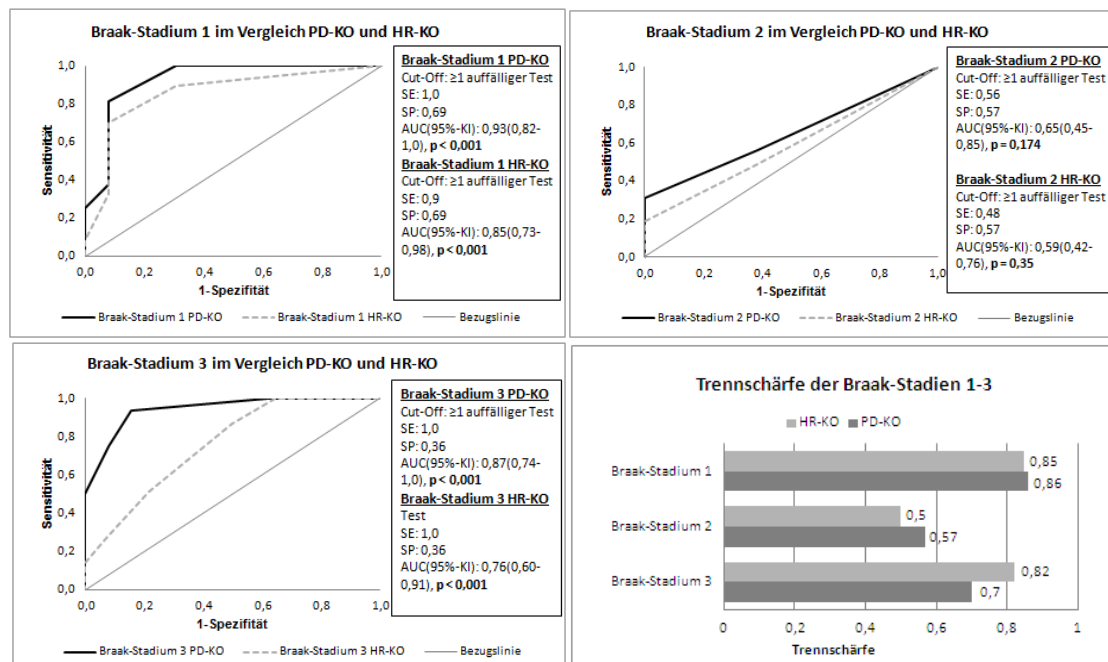 Braak-Stadium 1 im Vergleich PD-KO und HR-KO
Sensitivität
1,0
0,8
0,6
0,4
0,2
0,0
0,0 0,2 0,4 0,6 0,8 1,0
1-Spezifität
Braak-Stadium 1 PD-KO
Cut-Off: ≥1 auffälliger Test
SE: 1,0
SP: 0,69
AUC(95%-KI): 0,93(0,82-
1,0), p < 0,001
Braak-Stadium 1 HR-KO
Cut-Off: ≥1 auffälliger Test
SE: 0,9
SP: 0,69
AUC(95%-KI): 0,85(0,73-
0,98), p < 0,001
Braak-Stadium 1 PD-KO Braak-Stadium 1 HR-KO Bezugslinie
Braak-Stadium 2 im Vergleich PD-KO und HR-KO
Sensitivität
1,0
0,8
0,6
0,4
0,2
0,0
0,0 0,2 0,4 0,6 0,8 1,0
1-Spezifität
Braak-Stadium 2 PD-KO
Cut-Off: ≥1 auffälliger Test
SE: 0,56
SP: 0,57
AUC(95%-KI): 0,65(0,45-
0,85), p = 0,174
Braak-Stadium 2 HR-KO
Cut-Off: ≥1 auffälliger Test
SE: 0,48
SP: 0,57
AUC(95%-KI): 0,59(0,42-
0,76), p = 0,35
Braak-Stadium 2 PD-KO Braak-Stadium 2 HR-KO Bezugslinie
Braak-Stadium 3 im Vergleich PD-KO und HR-KO
Sensitivität
1,0
0,8
0,6
0,4
0,2
0,0
0,0 0,2 0,4 0,6 0,8 1,0
1-Spezifität
Braak-Stadium 3 PD-KO
Cut-Off: ≥1 auffälliger Test
SE: 1,0
SP: 0,36
AUC(95%-KI): 0,87(0,74-
1,0), p < 0,001
Braak-Stadium 3 HR-KO
Test
SE: 1,0
SP: 0,36
AUC(95%-KI): 0,76(0,60-
0,91), p < 0,001
Braak-Stadium 3 PD-KO Braak-Stadium 3 HR-KO Bezugslinie
Trennschärfe der Braak-Stadien 1-3
HR-KO PD-KO
Braak-Stadium 1
0,85
0,86
Braak-Stadium 2
0,5
0,57
Braak-Stadium 3
0,82
0,7
0 0,2 0,4 0,6 0,8 1
Trennschärfe